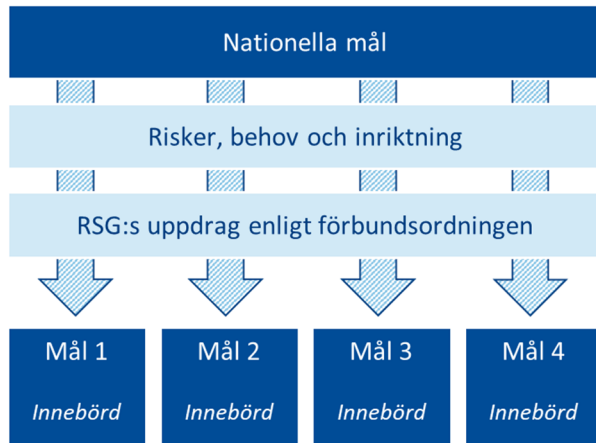 Nationella mål
Risker, behov och inriktning
RSG:s uppdrag enligt förbundsordningen
Mål 1
Innebörd
Mål 2
Innebörd
Mål 3
Innebörd
Mål 4
Innebörd